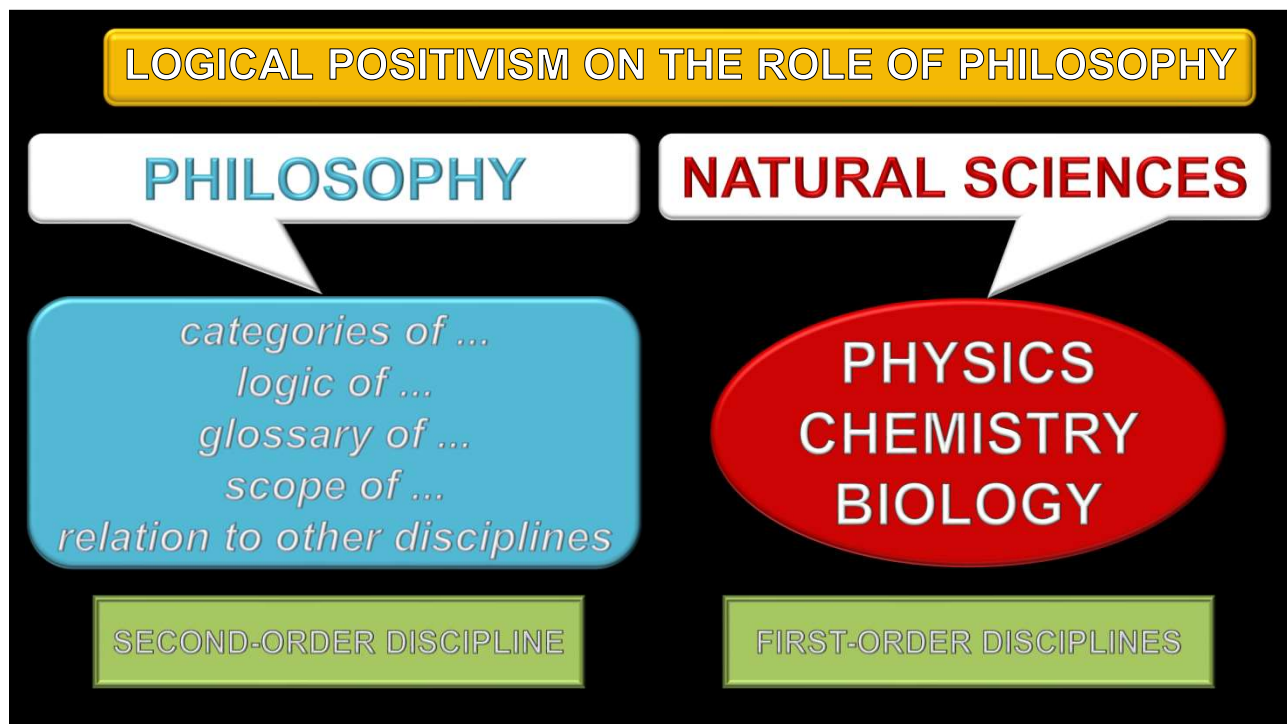 LOGICAL POSITIVISM ON THE ROLE OF PHILOSOPHY
PHILOSOPHY
categories of ...
logic of ...
glossary of ...
scope of ...
relation to other disciplines
SECOND-ORDER DISCIPLINE
NATURAL SCIENCES
PHYSICS
CHEMISTRY
BIOLOGY
FIRST-ORDER DISCIPLINES